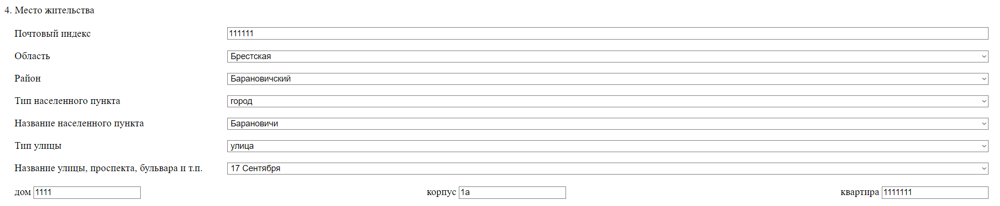 4. Место жительства
Почтовый индекс 111111
Область Брестская
Район Барановичский
Тип населенного пункта город
Название населенного пункта Барановичи
Тип улицы улица
Название улицы, проспекта, бульвара и т.п. 17 Сентября
дом 1111 корпус 1а квартира 1111111